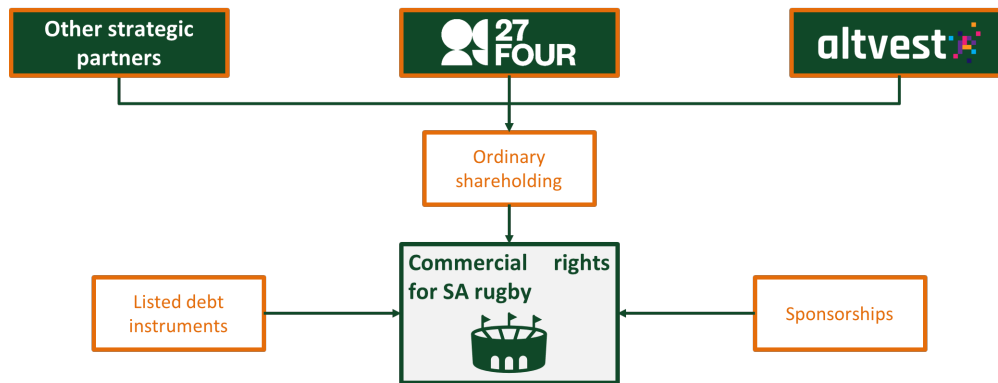 Other strategic
partners
27
FOUR
altvest
Ordinary
shareholding
Commercial rights
for SA rugby
Listed debt
instruments
Sponsorships